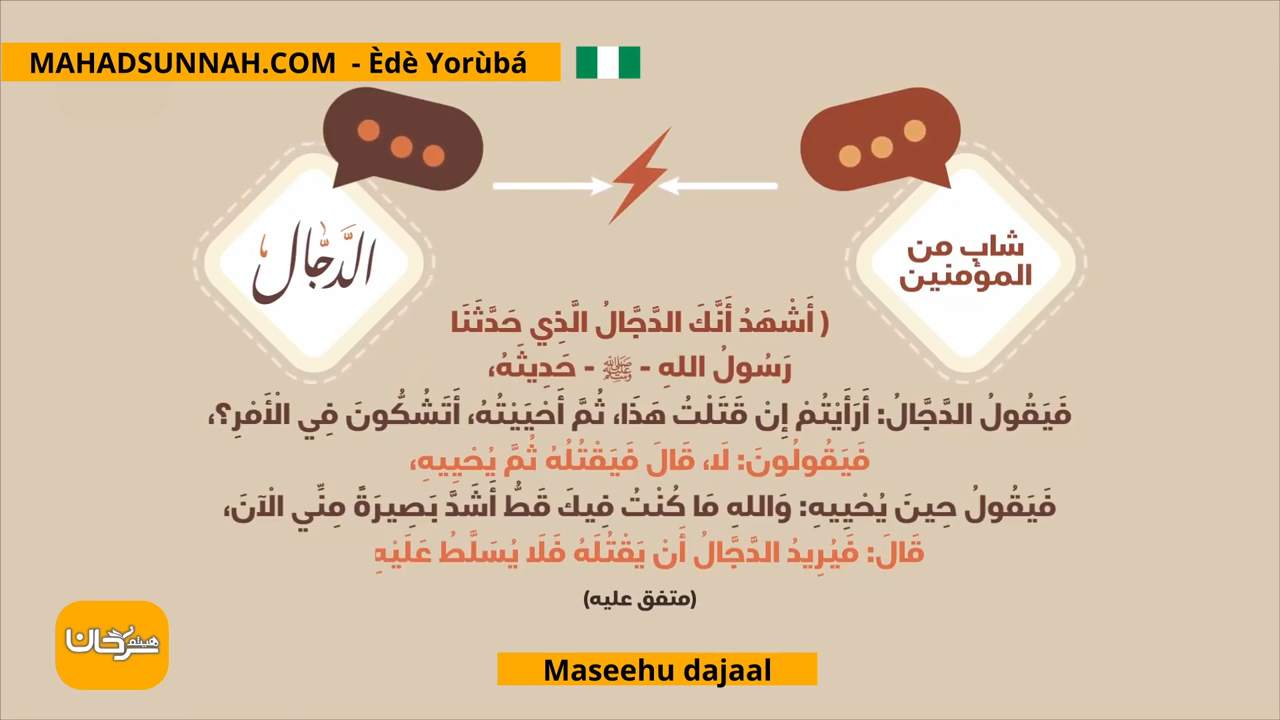 MAHADSUNNAH.COM - Èdè Yorùbá
الدَّجَّال
شاب من
المؤمنين
( أَشْهَدُ أَنَّكَ الدَّجَّالُ الَّذِي حَدَّثَنَا
رَسُولُ اللهِ - ﷺ - حَدِيثَهُ،
فَيَقُولُ الدَّجَّالُ: أَرَأَيْتُمْ إِنْ قَتَلْتُ هَذَا، ثُمَّ أَحْيَيْتُهُ، أَتَشُكُّونَ فِي الْأَمْرِ؟،
فَيَقُولُونَ: لَا، قَالَ فَيَقْتُلُهُ ثُمَّ يُحْيِيهِ،
فَيَقُولُ حِينَ يُحْيِيهِ: وَاللهِ مَا كُنْتُ فِيكَ قَطُّ أَشَدَّ بَصِيرَةً مِنِّي الْآنَ،
قَالَ: فَيُرِيدُ الدَّجَّالُ أَنْ يَقْتُلَهُ فَلَا يُسَلَّطُ عَلَيْهِ
(متفق عليه)
هيثم سرحان
Maseehu dajaal